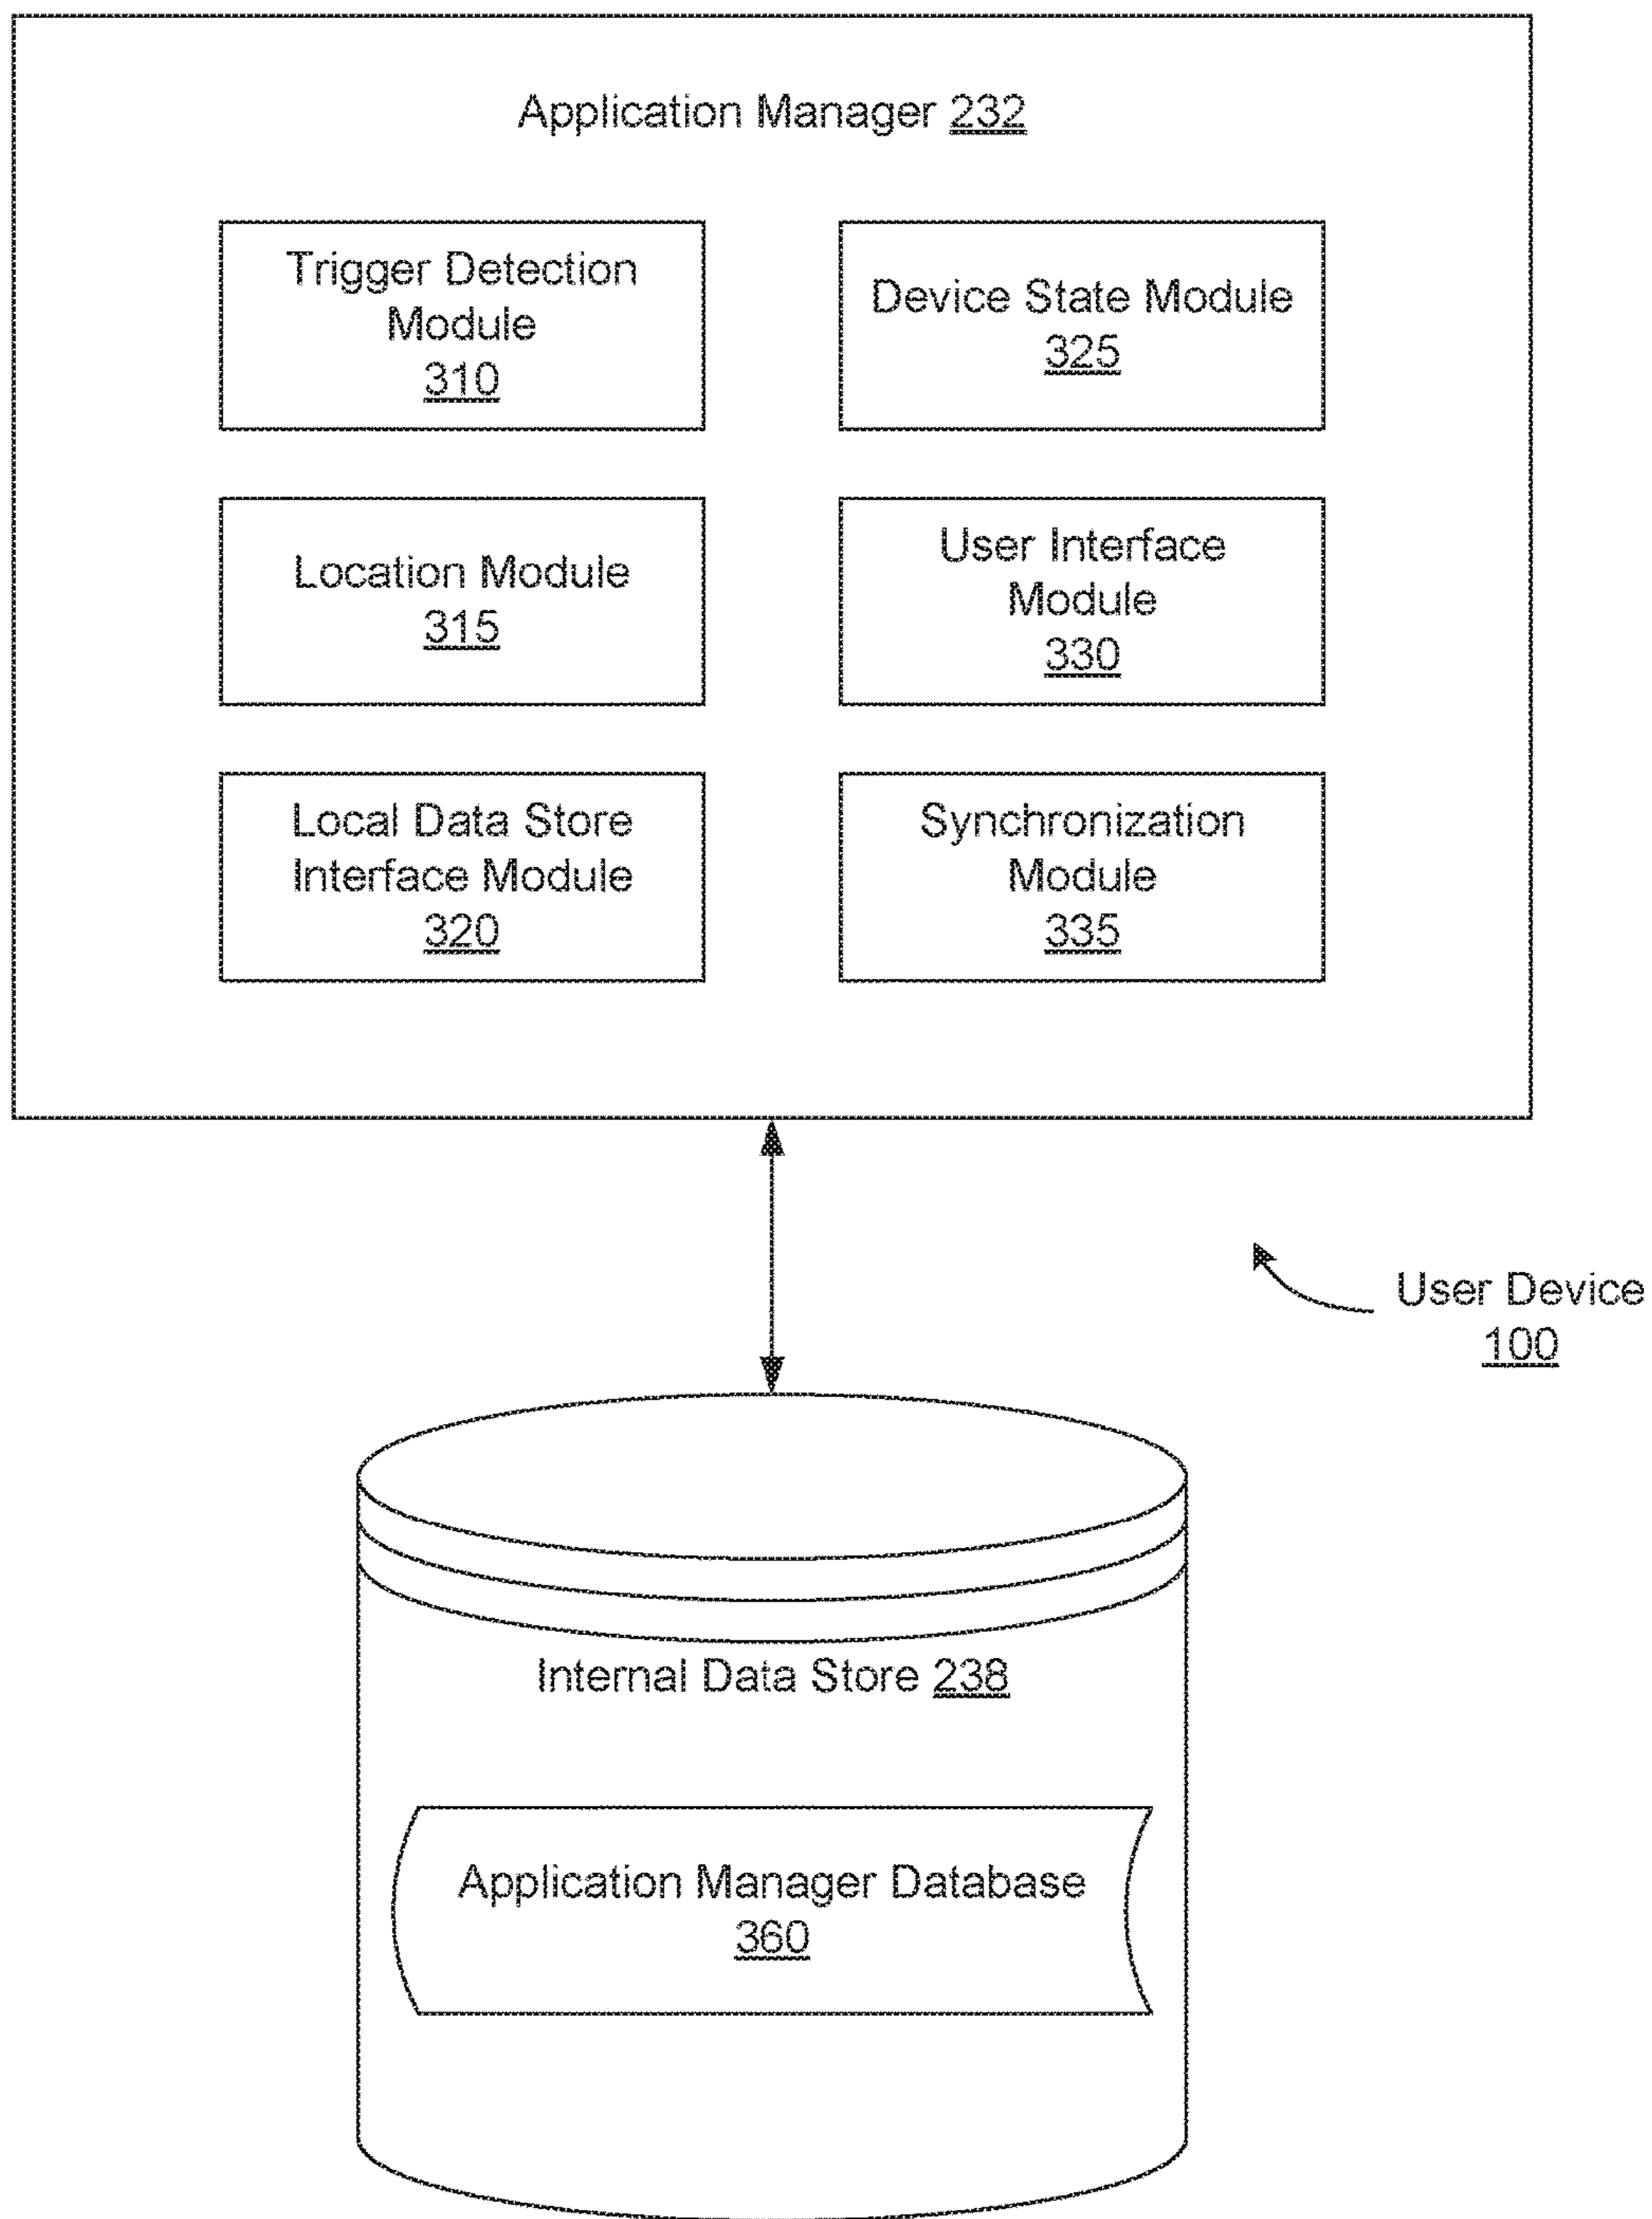 Application Manager 232
Trigger Detection
Module
310
Device State Module
325
Location Module
315
User Interface
Module
330
Local Data Store
Interface Module
320
Synchronization
Module
335
User Device
100
Internal Data Store 238
Application Manager Database
360